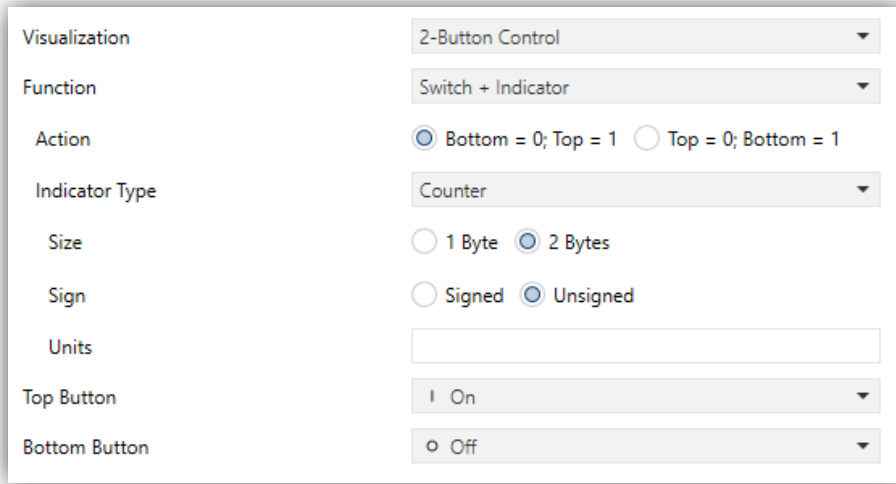 Visualization 2-Button Control
Function Switch + Indicator
Action Bottom = 0; Top = 1 Top = 0; Bottom = 1
Indicator Type Counter
Size 1 Byte 2 Bytes
Sign Signed Unsigned
Units
Top Button On
Bottom Button Off